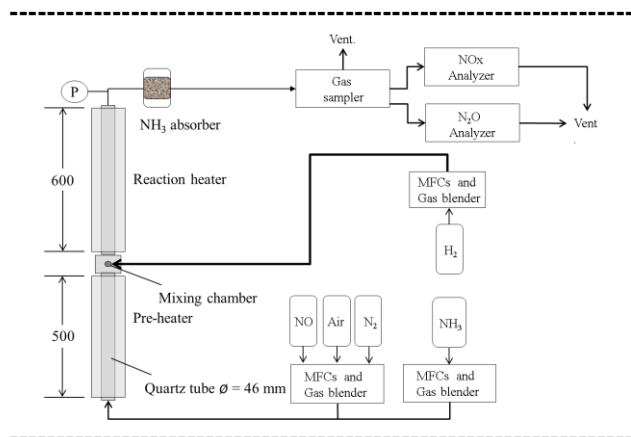 Vent.
NOx
Analyzer
P
Gas
sampler
N₂O
Analyzer
Vent
NH₃ absorber
600
Reaction heater
MFCs and
Gas blender
H₂
Mixing chamber
Pre-heater
500
NO
Air
N₂
NH₃
Quartz tube ø = 46 mm
MFCs and
Gas blender
MFCs and
Gas blender